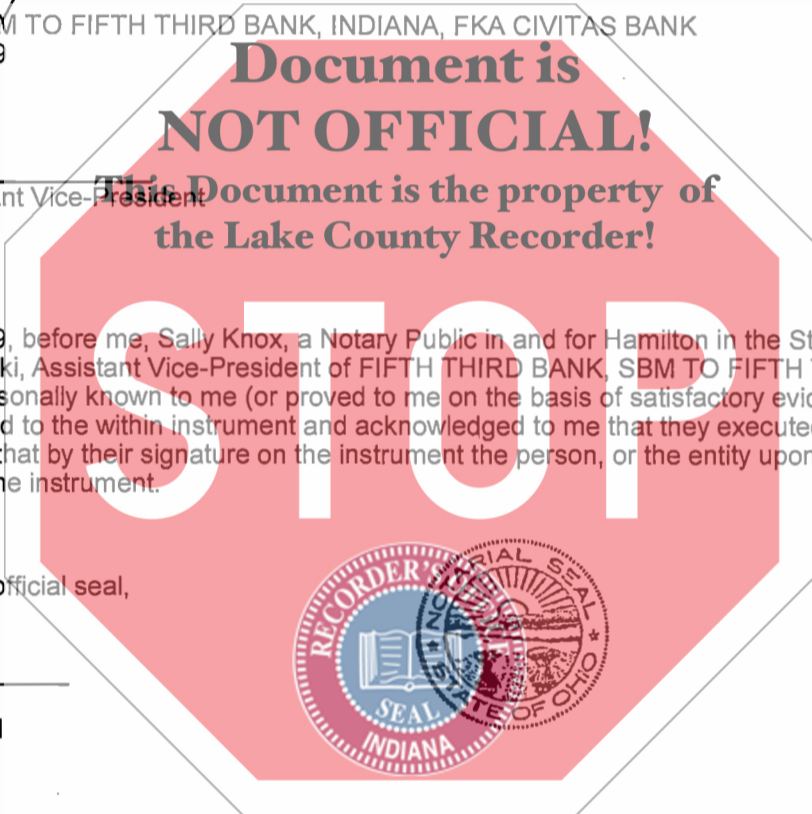 M TO FIFTH THIRD BANK, INDIANA, FKA CIVITAS BANK
9
Document is
NOT OFFICIAL!
This Document is the property of
the Lake County Recorder!
nt Vice-President
STOP
9, before me, Sally Knox, a Notary Public in and for Hamilton in the St
ki, Assistant Vice-President of FIFTH THIRD BANK, SBM TO FIFTH
sonally known to me (or proved to me on the basis of satisfactory evid
d to the within instrument and acknowledged to me that they execute
hat by their signature on the instrument the person, or the entity upon
e instrument.
official seal,
RECORDER'S
SEAL
INDIANA
NOTARIAL SEAL
STATE OF OHIO